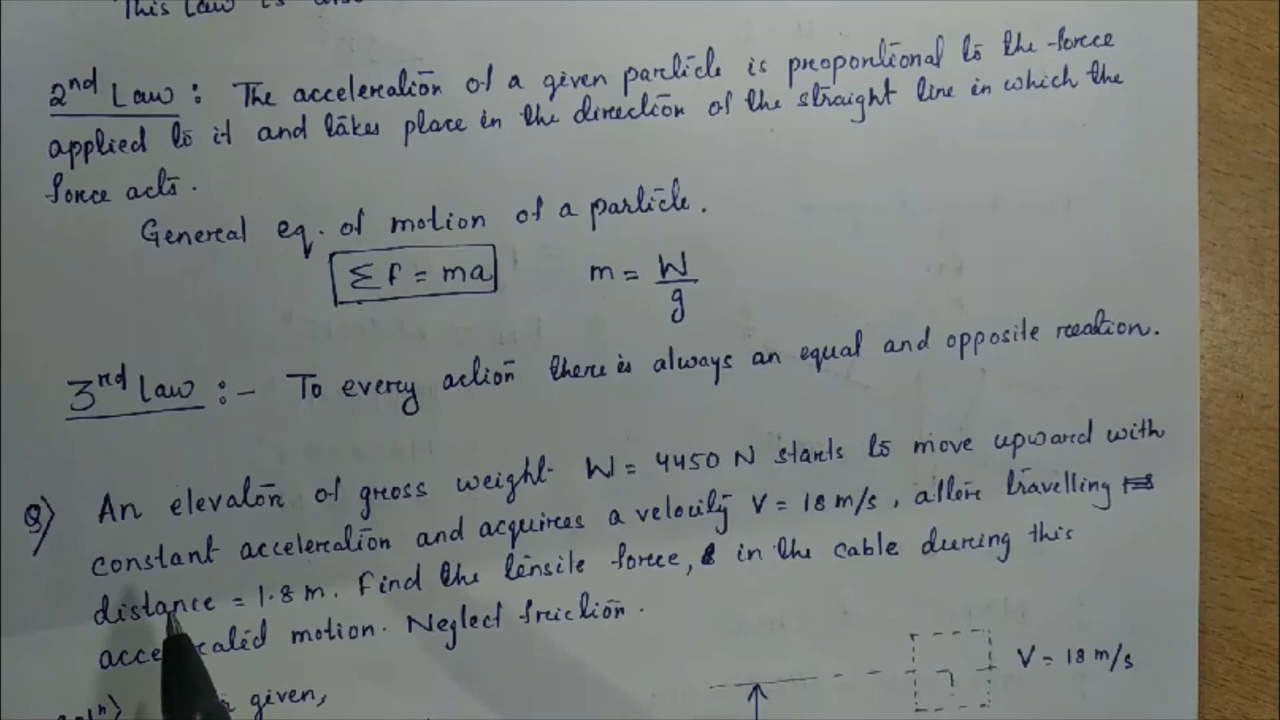 This Law is
2nd Law : The acceleration of a given particle is proportional to the force
applied to it and takes place in the direction of the straight line in which the
force acts.
General eq. of motion of a particle.
ΣF = ma m = W/g
3rd Law :- To every action there is always an equal and opposite reaction.
Q) An elevator of gross weight W = 4450 N starts to move upward with
constant acceleration and acquires a velocity V = 18 m/s, after travelling
distance = 1.8 m. Find the tensile force, in the cable during this
accelerated motion. Neglect friction.
V = 18 m/s
given,